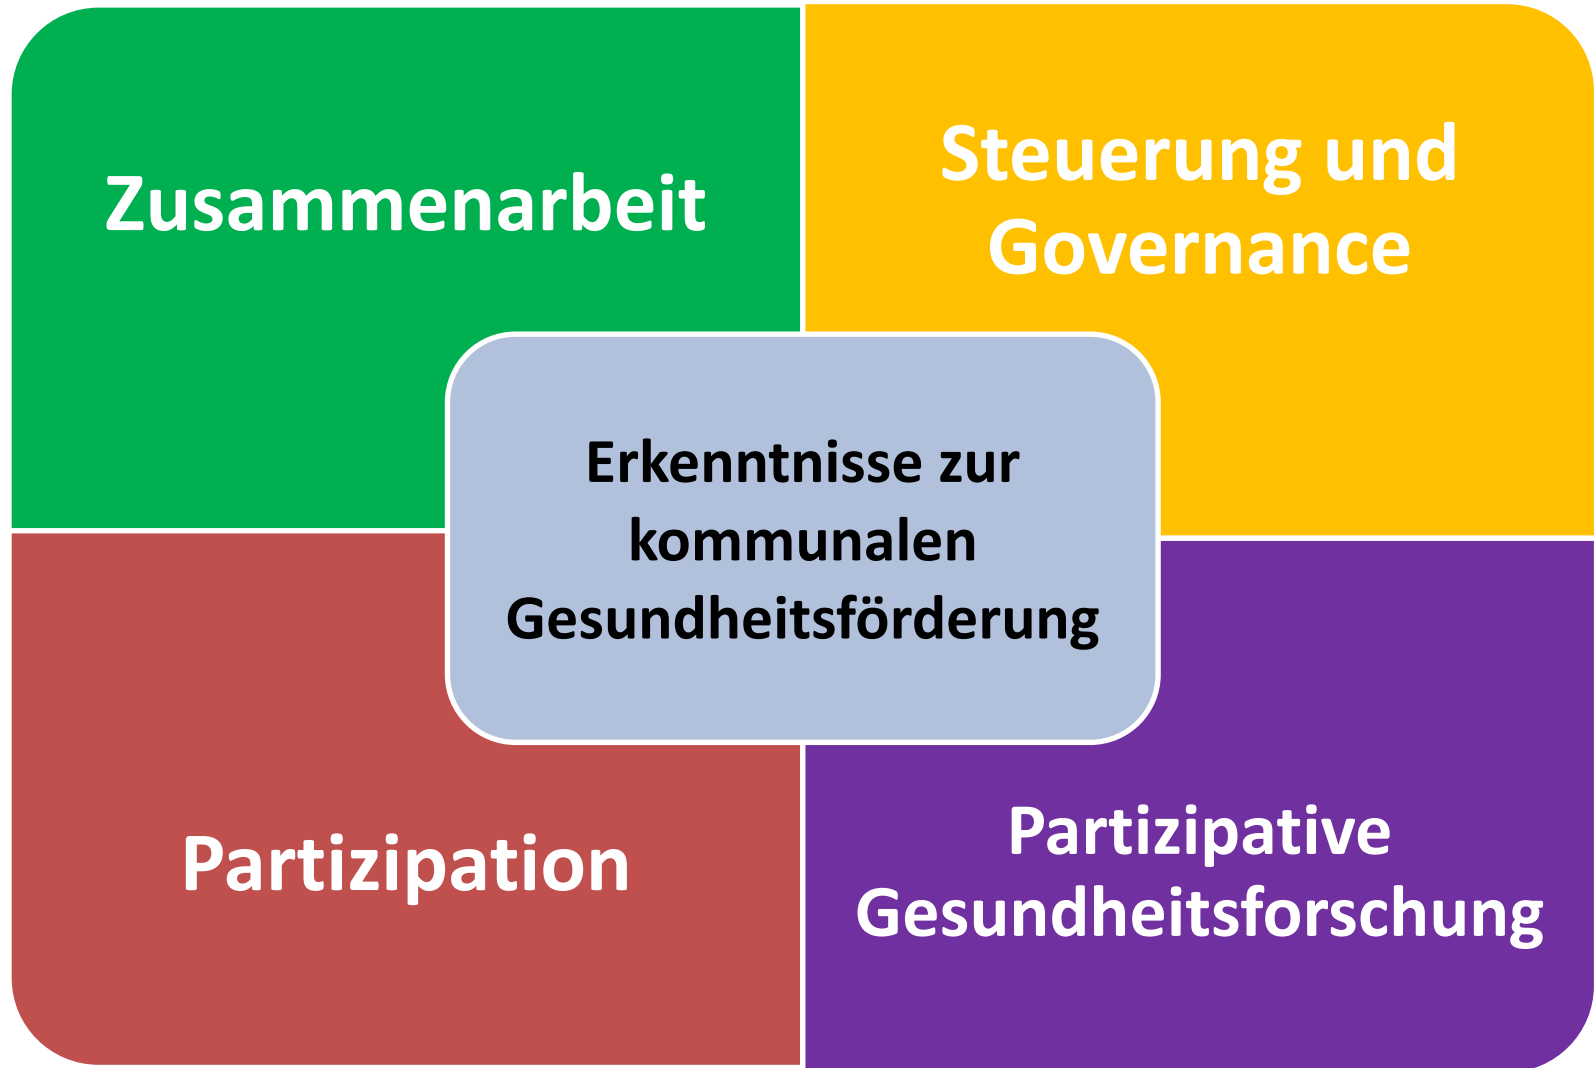 Zusammenarbeit
Steuerung und
Governance
Erkenntnisse zur
kommunalen
Gesundheitsförderung
Partizipation
Partizipative
Gesundheitsforschung